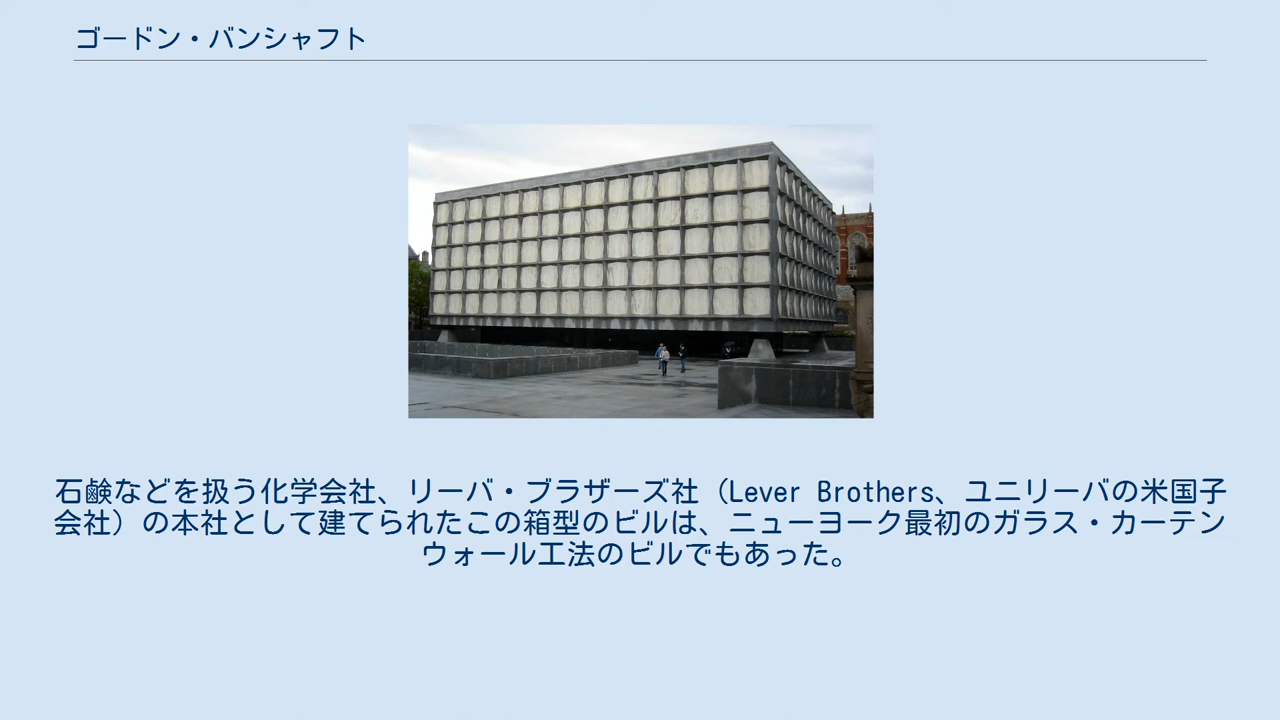 ゴードン・バンシャフト
石鹸などを扱う化学会社、リーバ・ブラザーズ社（Lever Brothers、ユニリーバの米国子
会社）の本社として建てられたこの箱型のビルは、ニューヨーク最初のガラス・カーテン
ウォール工法のビルでもあった。